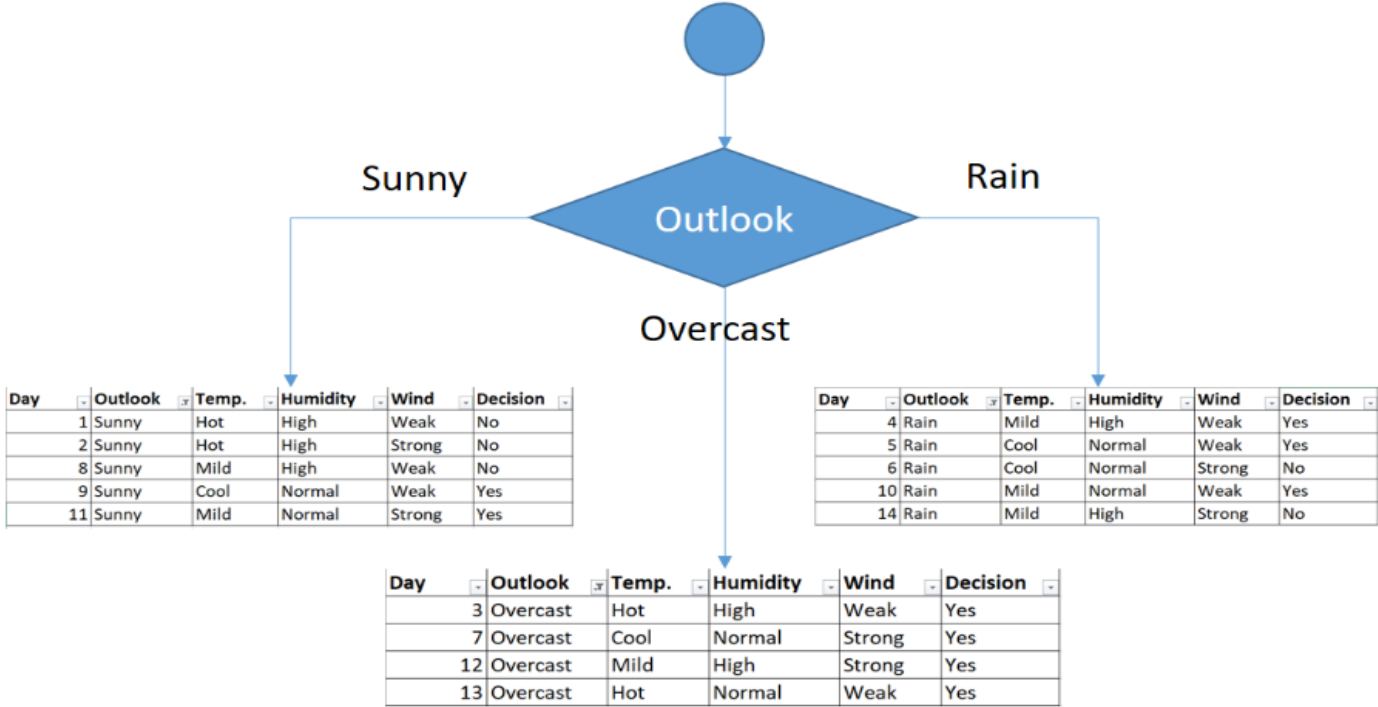 Sunny
Rain
Outlook
Overcast
Day Outlook Temp. Humidity Wind Decision
1 Sunny Hot High Weak No
2 Sunny Hot High Strong No
8 Sunny Mild High Weak No
9 Sunny Cool Normal Weak Yes
11 Sunny Mild Normal Strong Yes
Day Outlook Temp. Humidity Wind Decision
4 Rain Mild High Weak Yes
5 Rain Cool Normal Weak Yes
6 Rain Cool Normal Strong No
10 Rain Mild Normal Weak Yes
14 Rain Mild High Strong No
Day Outlook Temp. Humidity Wind Decision
3 Overcast Hot High Weak Yes
7 Overcast Cool Normal Strong Yes
12 Overcast Mild High Strong Yes
13 Overcast Hot Normal Weak Yes